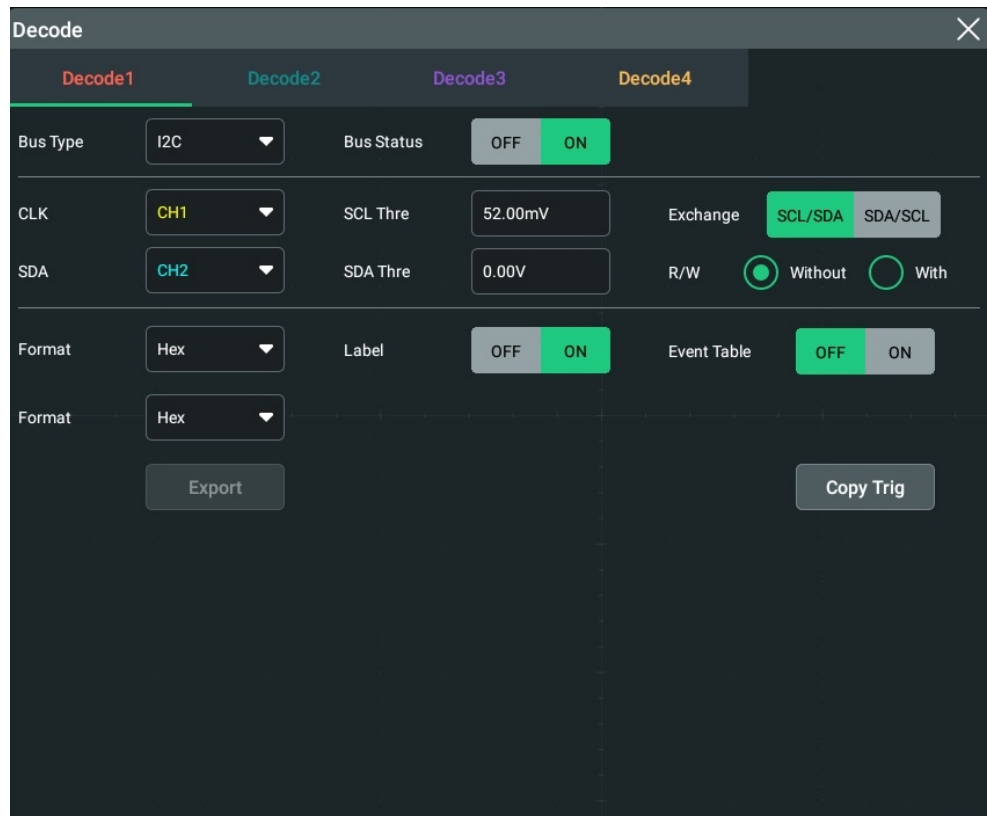 Decode
Decode1 Decode2 Decode3 Decode4
Bus Type I2C Bus Status OFF ON
CLK CH1 SCL Thre 52.00mV Exchange SCL/SDA SDA/SCL
SDA CH2 SDA Thre 0.00V R/W Without With
Format Hex Label OFF ON Event Table OFF ON
Format Hex
Export Copy Trig